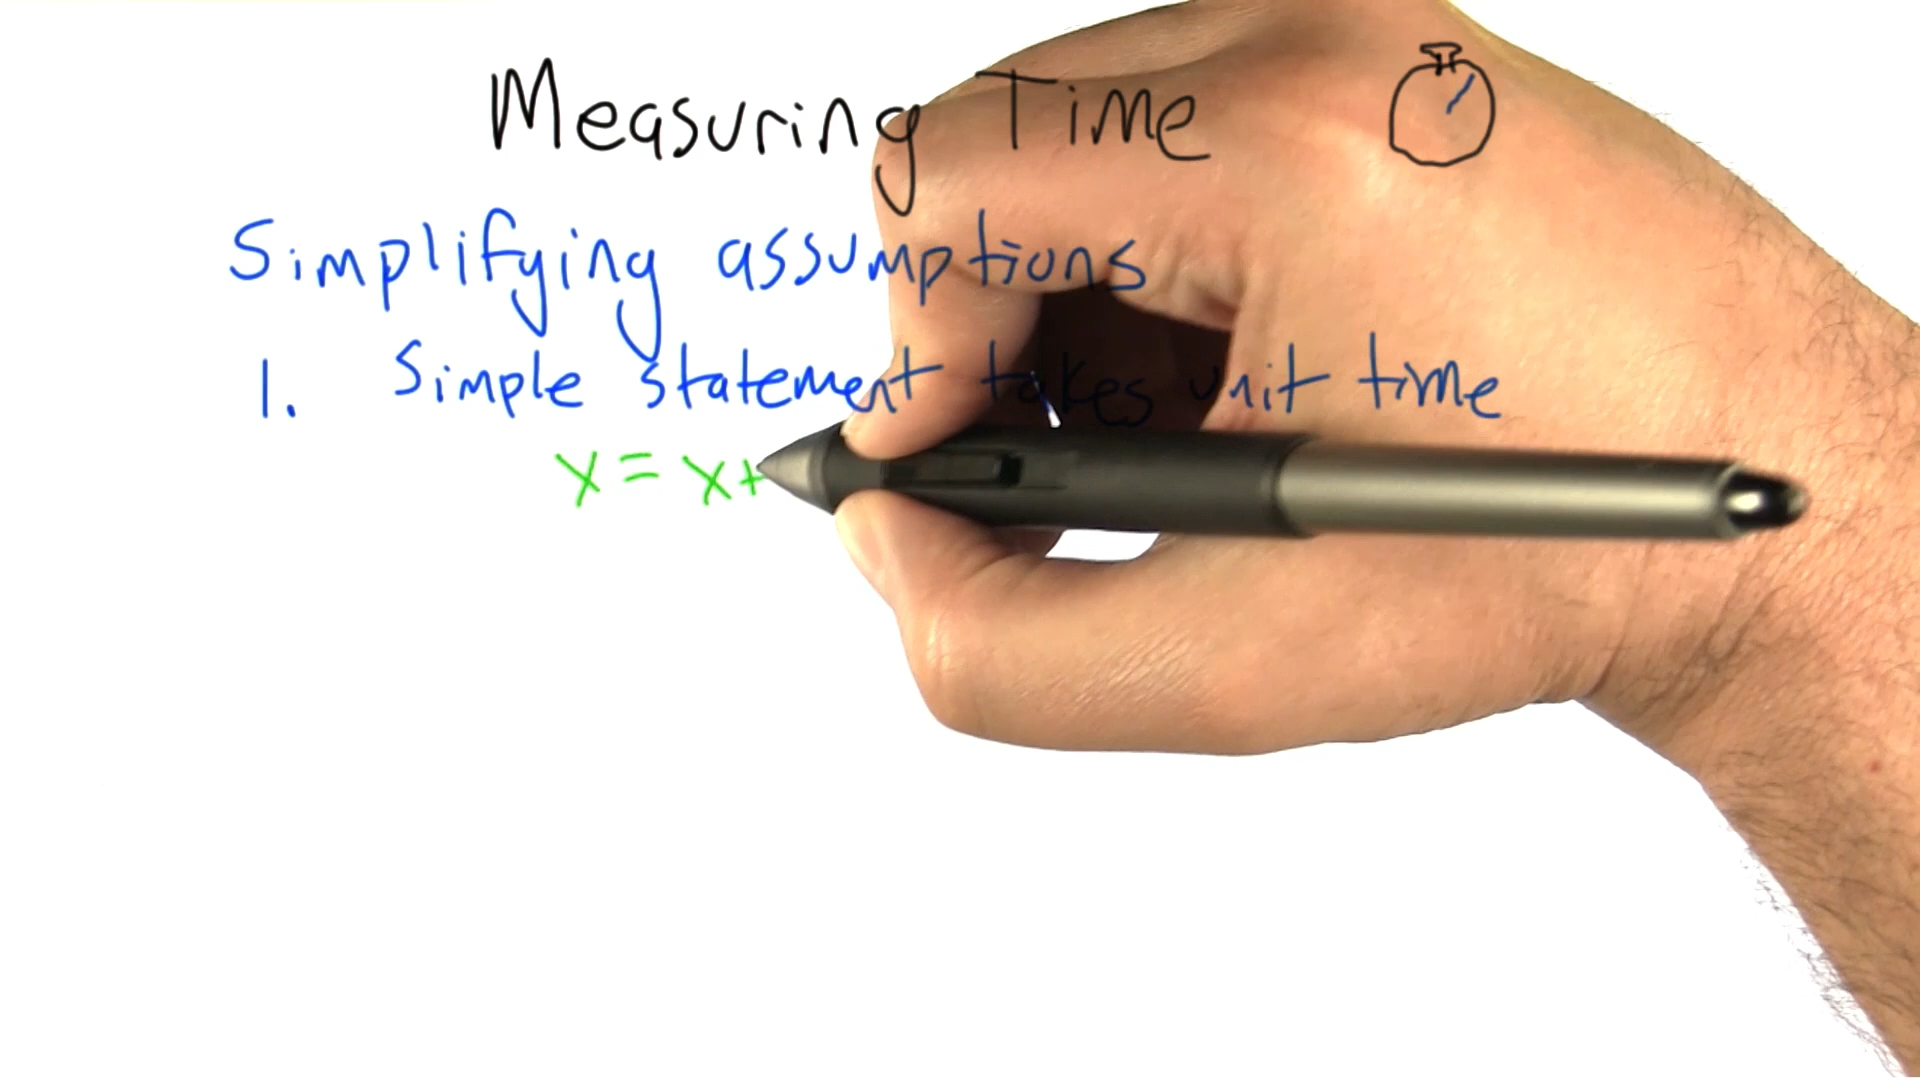 Measuring Time
Simplifying assumptions
1. Simple statement takes unit time
x = x+